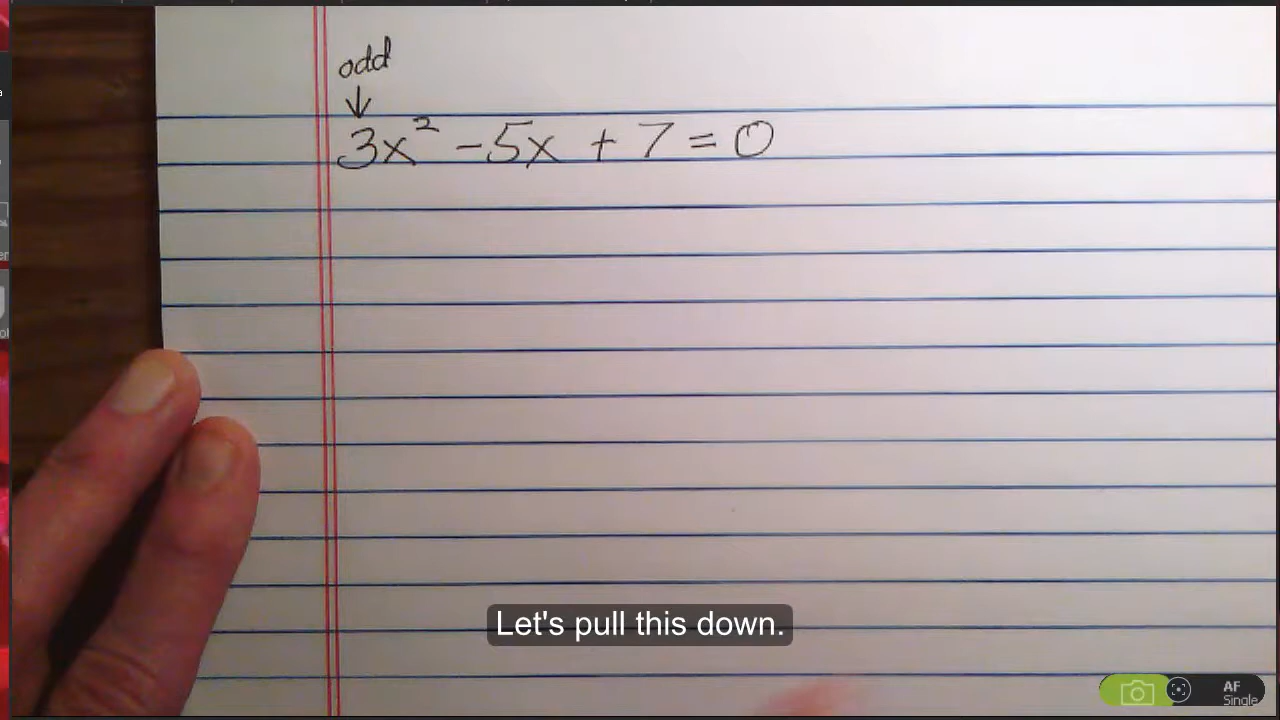 odd
↓
3x² - 5x + 7 = 0
Let's pull this down.
AF
Single